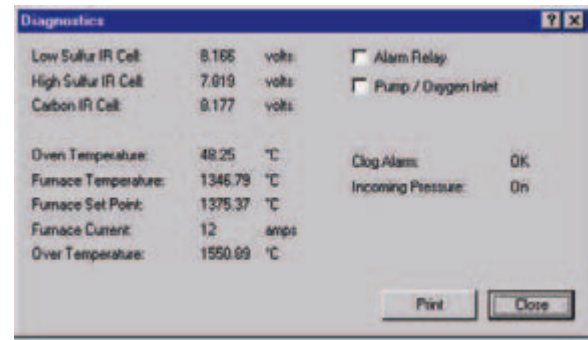 Diagnostics
Low Sulfur IR Cell: 8.166 volts
High Sulfur IR Cell: 7.819 volts
Carbon IR Cell: 8.177 volts
Alarm Relay
Pump / Oxygen Inlet
Oven Temperature: 48.25 °C
Furnace Temperature: 1346.79 °C
Furnace Set Point: 1375.37 °C
Furnace Current: 12 amps
Over Temperature: 1550.89 °C
Clog Alarm: OK
Incoming Pressure: On
Print
Close